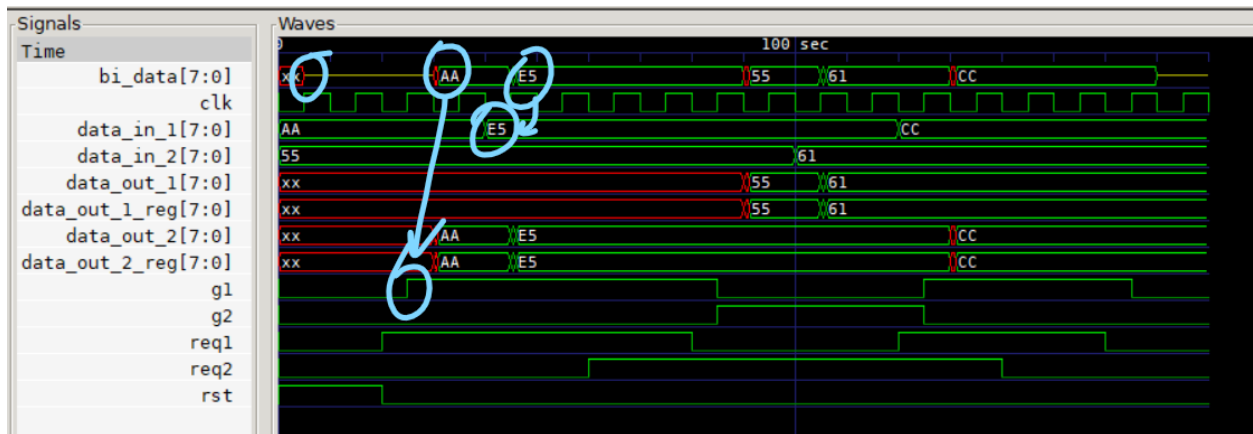 Signals
Waves
Time
0 100 sec
bi_data[7:0] xx AA E5 55 61 CC
clk
data_in_1[7:0] AA E5 CC
data_in_2[7:0] 55 61
data_out_1[7:0] xx 55 61
data_out_1_reg[7:0] xx 55 61
data_out_2[7:0] xx AA E5 CC
data_out_2_reg[7:0] xx AA E5 CC
g1
g2
req1
req2
rst